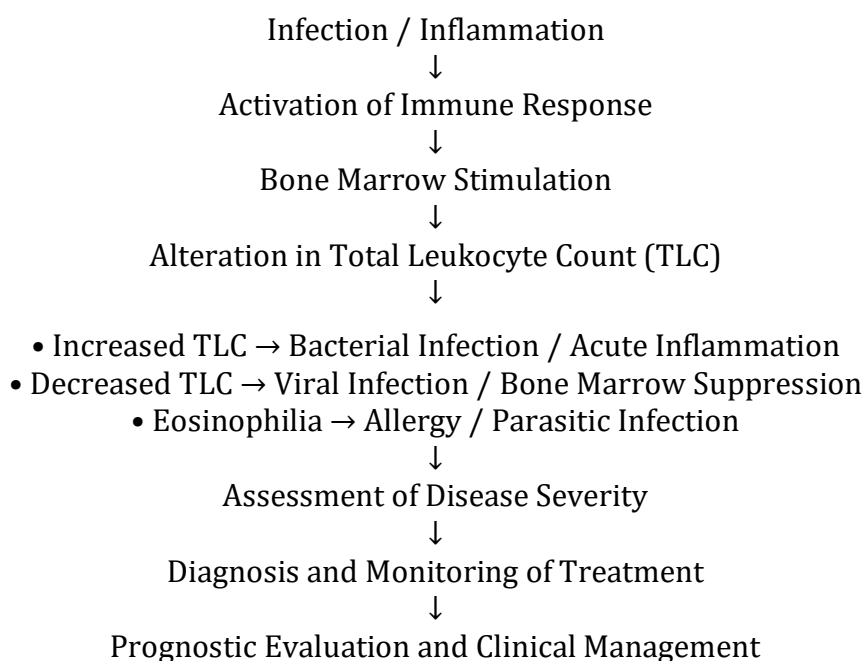 Infection / Inflammation
↓
Activation of Immune Response
↓
Bone Marrow Stimulation
↓
Alteration in Total Leukocyte Count (TLC)
↓
• Increased TLC → Bacterial Infection / Acute Inflammation
• Decreased TLC → Viral Infection / Bone Marrow Suppression
• Eosinophilia → Allergy / Parasitic Infection
↓
Assessment of Disease Severity
↓
Diagnosis and Monitoring of Treatment
↓
Prognostic Evaluation and Clinical Management